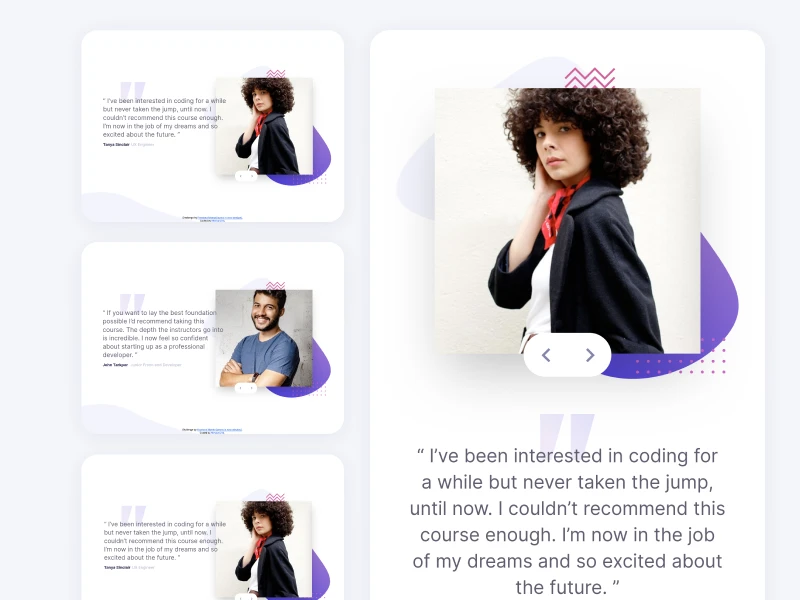 “ I've been interested in coding for a while
but never taken the jump, until now. I
couldn't recommend this course enough.
I'm now in the job of my dreams and so
excited about the future. ”
Tanya Sinclair UX Engineer
“ If you want to lay the best foundation
possible I'd recommend taking this
course. The depth the instructors go into
is incredible. I now feel so confident
about starting up as a professional
developer. ”
John Tarkpor Junior Front-end Developer
“ I've been interested in coding for a while
but never taken the jump, until now. I
couldn't recommend this course enough.
I'm now in the job of my dreams and so
excited about the future. ”
Tanya Sinclair UX Engineer
“ I’ve been interested in coding for
a while but never taken the jump,
until now. I couldn’t recommend this
course enough. I’m now in the job
of my dreams and so excited about
the future. ”